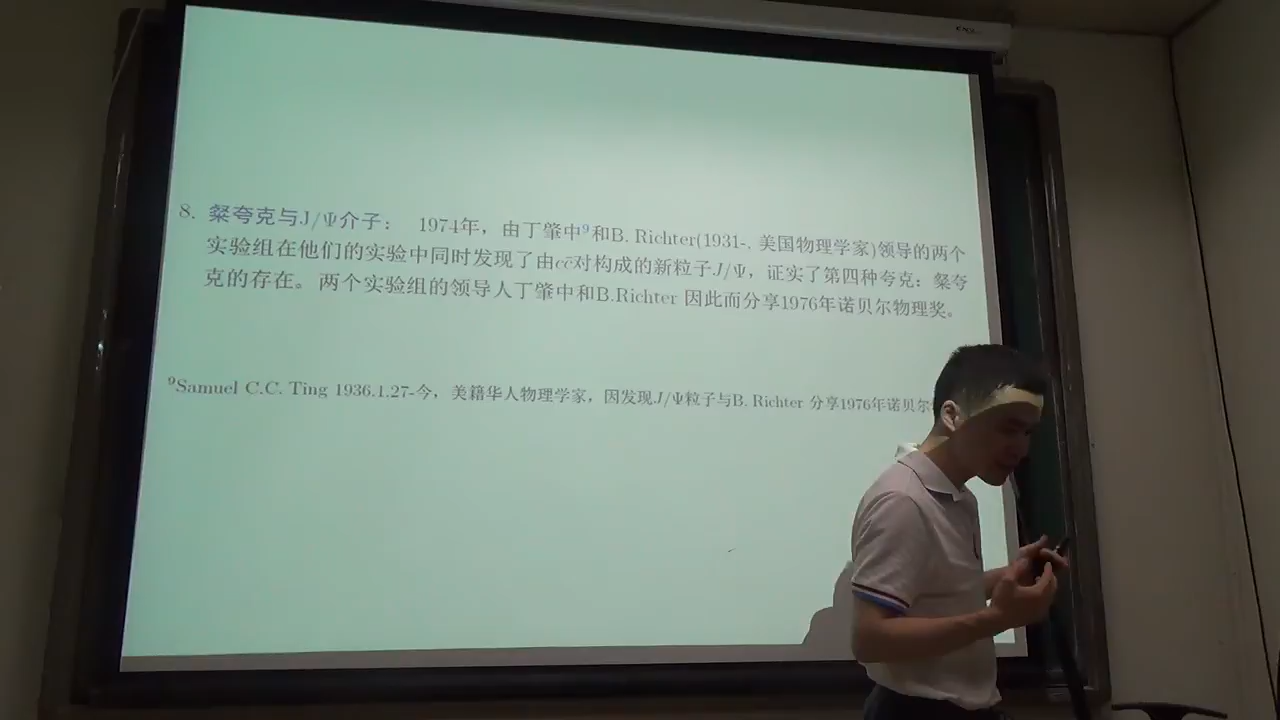 8. 粲夸克与J/Ψ介子： 1974年，由丁肇中⁹和B. Richter(1931-. 美国物理学家)领导的两个
实验组在他们的实验中同时发现了由cc̄对构成的新粒子J/Ψ，证实了第四种夸克：粲夸
克的存在。两个实验组的领导人丁肇中和B.Richter 因此而分享1976年诺贝尔物理奖。
⁹Samuel C.C. Ting 1936.1.27-今，美籍华人物理学家，因发现J/Ψ粒子与B. Richter 分享1976年诺贝尔